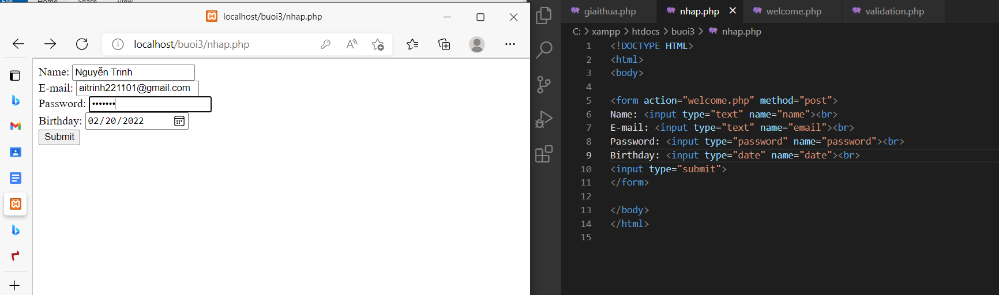 File Home Share View
localhost/buoi3/nhap.php
localhost/buoi3/nhap.php
Name: Nguyễn Trinh
E-mail: aitrinh221101@gmail.com
Password: •••••••
Birthday: 02/20/2022
Submit
giaithua.php nhap.php welcome.php validation.php
C: > xampp > htdocs > buoi3 > nhap.php
1 <!DOCTYPE HTML>
2 <html>
3 <body>
4
5 <form action="welcome.php" method="post">
6 Name: <input type="text" name="name"><br>
7 E-mail: <input type="text" name="email"><br>
8 Password: <input type="password" name="password"><br>
9 Birthday: <input type="date" name="date"><br>
10 <input type="submit">
11 </form>
12
13 </body>
14 </html>
15